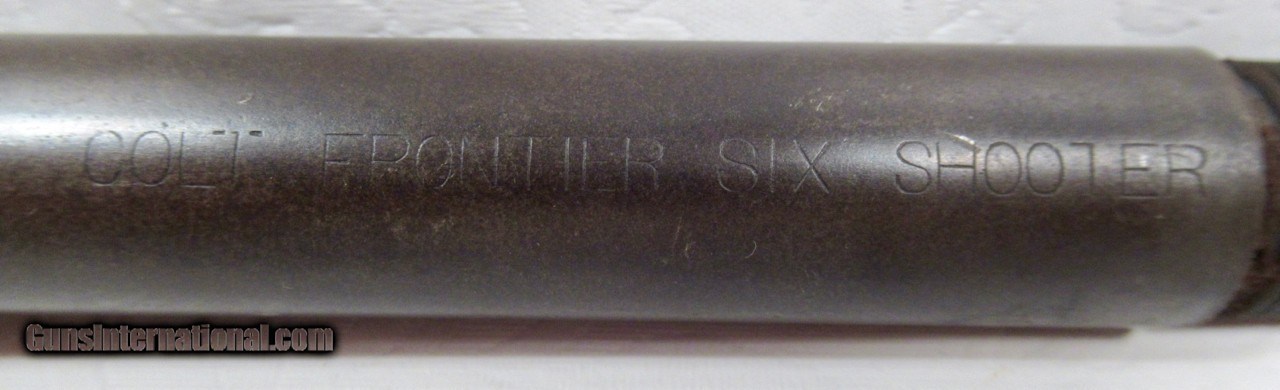 COLT FRONTIER SIX SHOOTER
GunsInternational.com